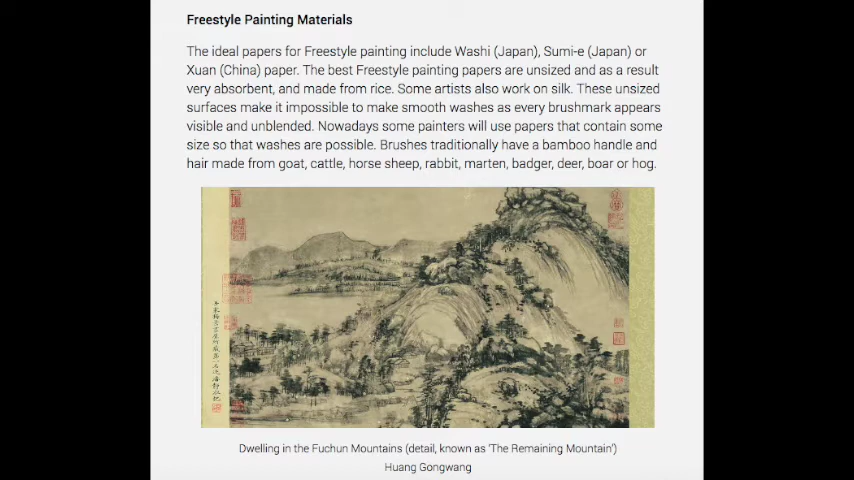 Freestyle Painting Materials
The ideal papers for Freestyle painting include Washi (Japan), Sumi-e (Japan) or
Xuan (China) paper. The best Freestyle painting papers are unsized and as a result
very absorbent, and made from rice. Some artists also work on silk. These unsized
surfaces make it impossible to make smooth washes as every brushmark appears
visible and unblended. Nowadays some painters will use papers that contain some
size so that washes are possible. Brushes traditionally have a bamboo handle and
hair made from goat, cattle, horse sheep, rabbit, marten, badger, deer, boar or hog.
Dwelling in the Fuchun Mountains (detail, known as 'The Remaining Mountain')
Huang Gongwang